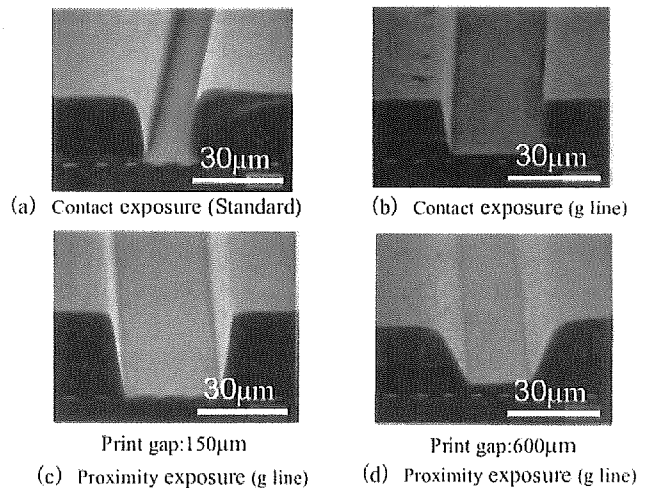 30μm
30μm
(a) Contact exposure (Standard)
(b) Contact exposure (g line)
30μm
30μm
Print gap:150μm
Print gap:600μm
(c) Proximity exposure (g line)
(d) Proximity exposure (g line)